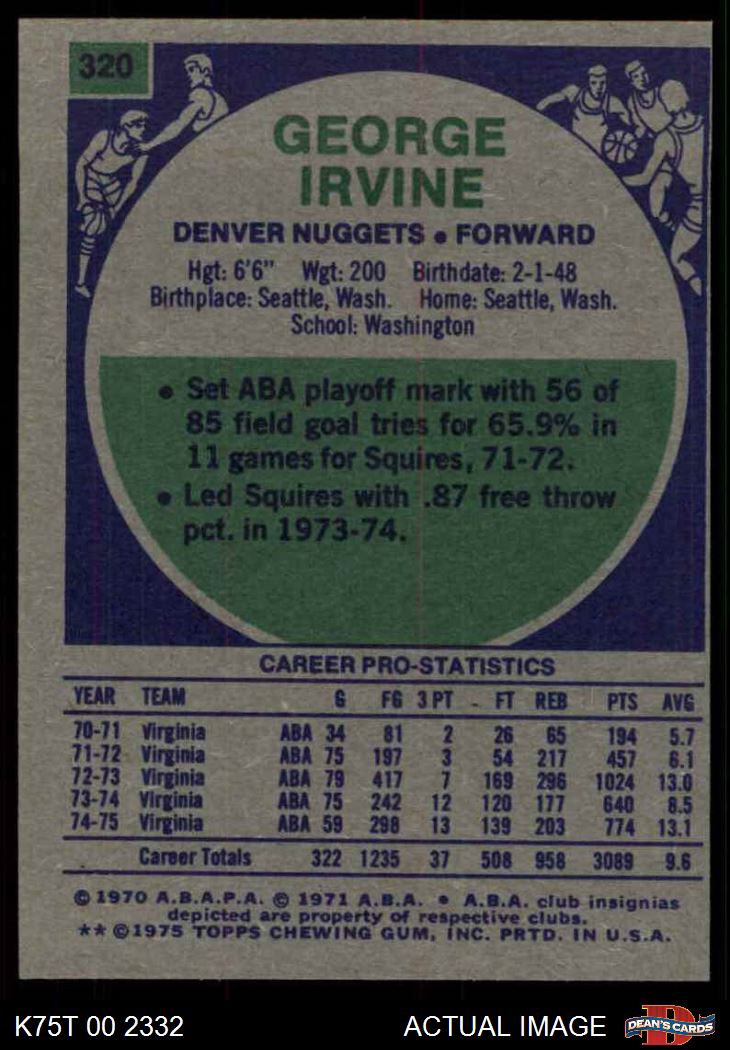 320
GEORGE
IRVINE
DENVER NUGGETS • FORWARD
Hgt: 6'6" Wgt: 200 Birthdate: 2-1-48
Birthplace: Seattle, Wash. Home: Seattle, Wash.
School: Washington
• Set ABA playoff mark with 56 of
85 field goal tries for 65.9% in
11 games for Squires, 71-72.
• Led Squires with .87 free throw
pct. in 1973-74.
CAREER PRO-STATISTICS
YEAR TEAM G FG 3 PT FT REB PTS AVG
70-71 Virginia ABA 34 81 2 26 65 194 5.7
71-72 Virginia ABA 75 197 3 54 217 457 6.1
72-73 Virginia ABA 79 417 7 169 296 1024 13.0
73-74 Virginia ABA 75 242 12 120 177 640 8.5
74-75 Virginia ABA 59 298 13 139 203 774 13.1
Career Totals 322 1235 37 508 958 3089 9.6
© 1970 A.B.A.P.A. © 1971 A.B.A. • A.B.A. club insignias
depicted are property of respective clubs.
** © 1975 TOPPS CHEWING GUM, INC. PRTD. IN U.S.A.
K75T 00 2332 ACTUAL IMAGE D DEAN'S CARDS